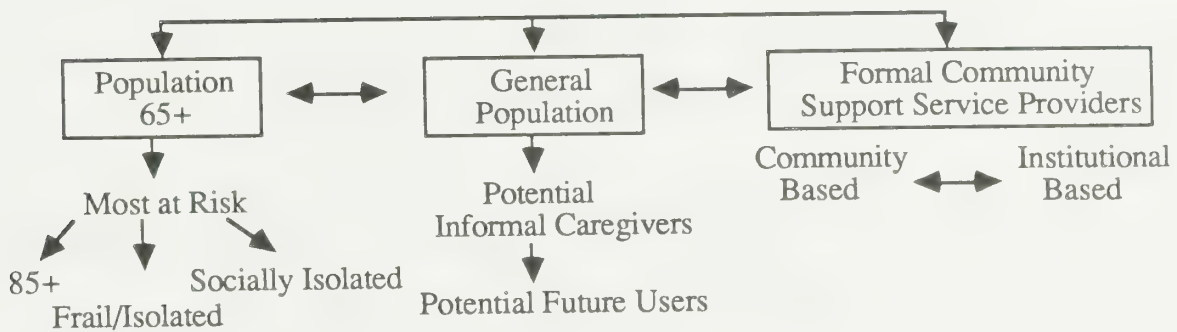 Population
65+
General
Population
Formal Community
Support Service Providers
Community
Based
Institutional
Based
Most at Risk
Potential
Informal Caregivers
85+
Frail/Isolated
Socially Isolated
Potential Future Users